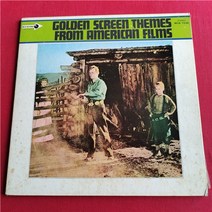 GOLDEN SCREEN THEMES
FROM AMERICAN FILMS